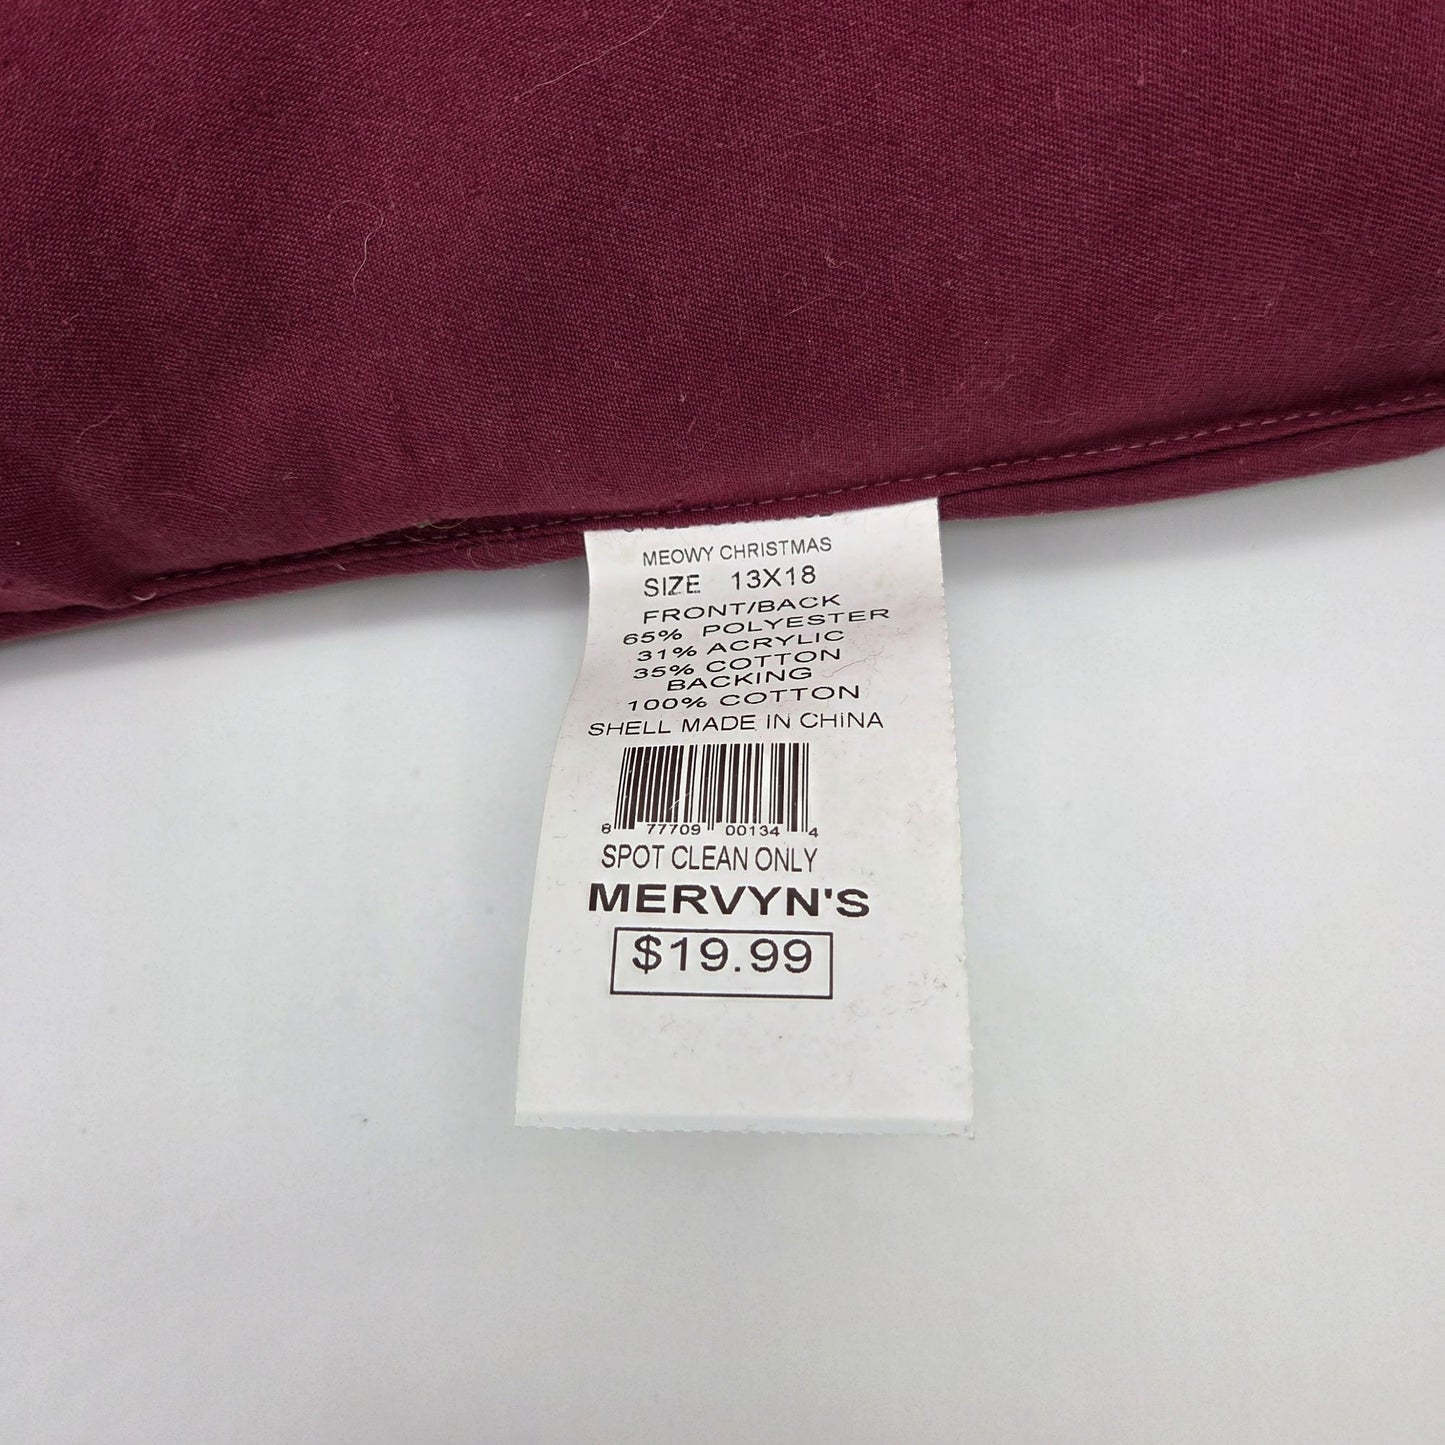 MEOWY CHRISTMAS
SIZE 13X18
FRONT/BACK
65% POLYESTER
31% ACRYLIC
35% COTTON
BACKING
100% COTTON
SHELL MADE IN CHINA
8 77709 00134 4
SPOT CLEAN ONLY
MERVYN'S
$19.99